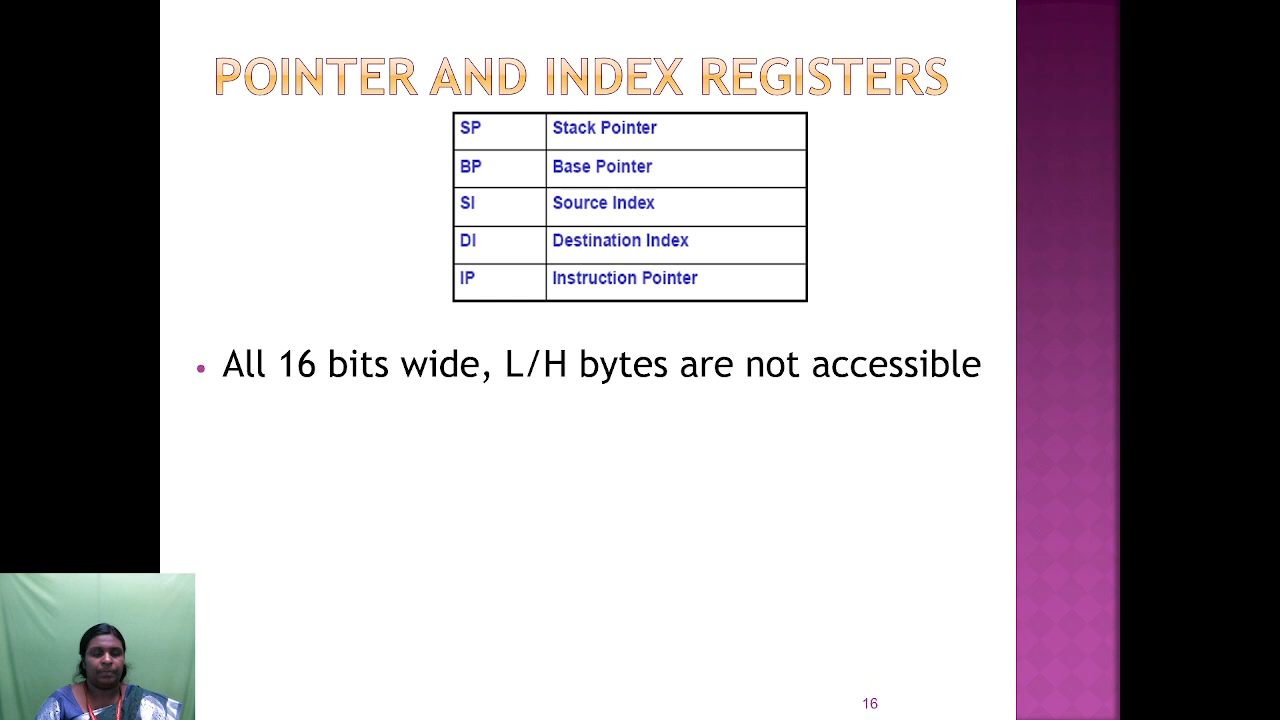 POINTER AND INDEX REGISTERS
SP Stack Pointer
BP Base Pointer
SI Source Index
DI Destination Index
IP Instruction Pointer
• All 16 bits wide, L/H bytes are not accessible
16